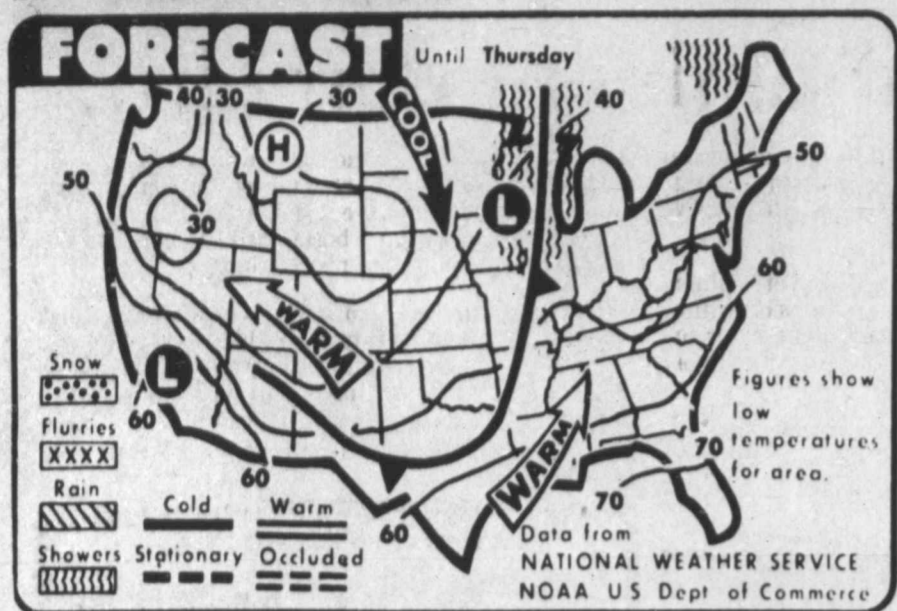 FORECAST Until Thursday
40 30 30 COOL 40
H
50 50
30 L
60
WARM
L
Snow
60
Figures show
low
temperatures
for area.
Flurries
XXXX
60
WARM
70
70
Rain
Cold Warm
60
Showers Stationary Occluded
Data from
NATIONAL WEATHER SERVICE
NOAA US Dept of Commerce